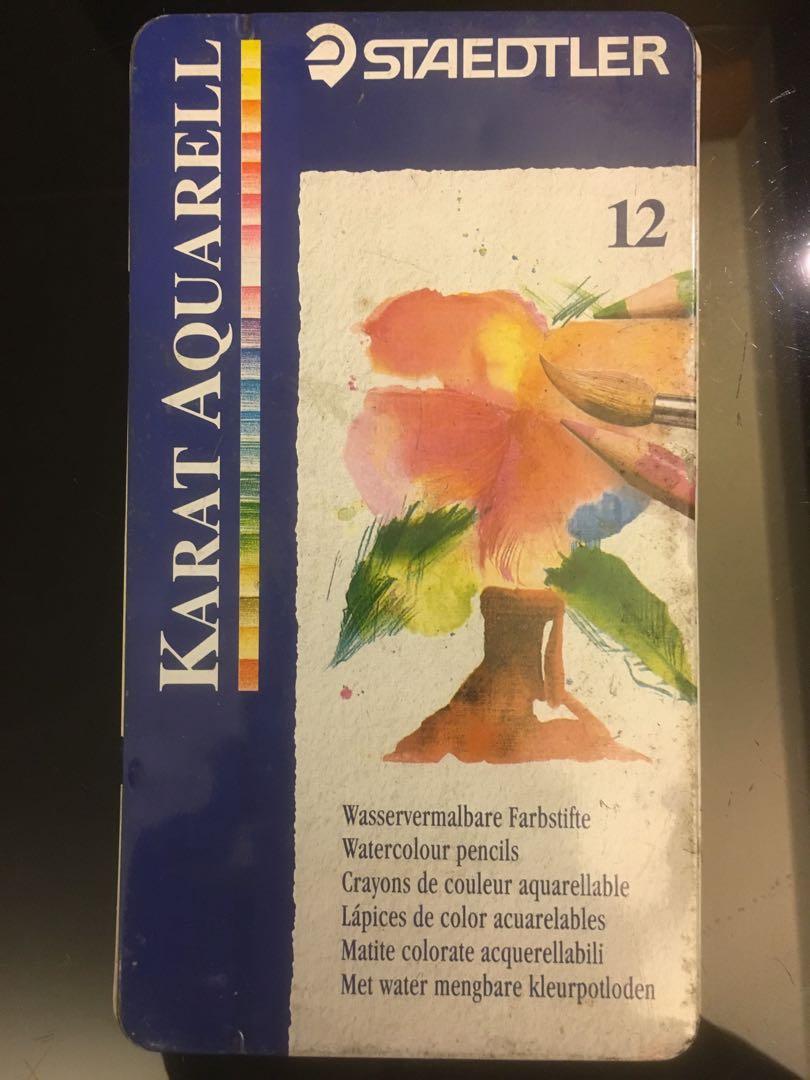 STAEDTLER
KARAT AQUARELL
12
Wasservermalbare Farbstifte
Watercolour pencils
Crayons de couleur aquarellable
Lápices de color acuarelables
Matite colorate acquerellabili
Met water mengbare kleurpotloden